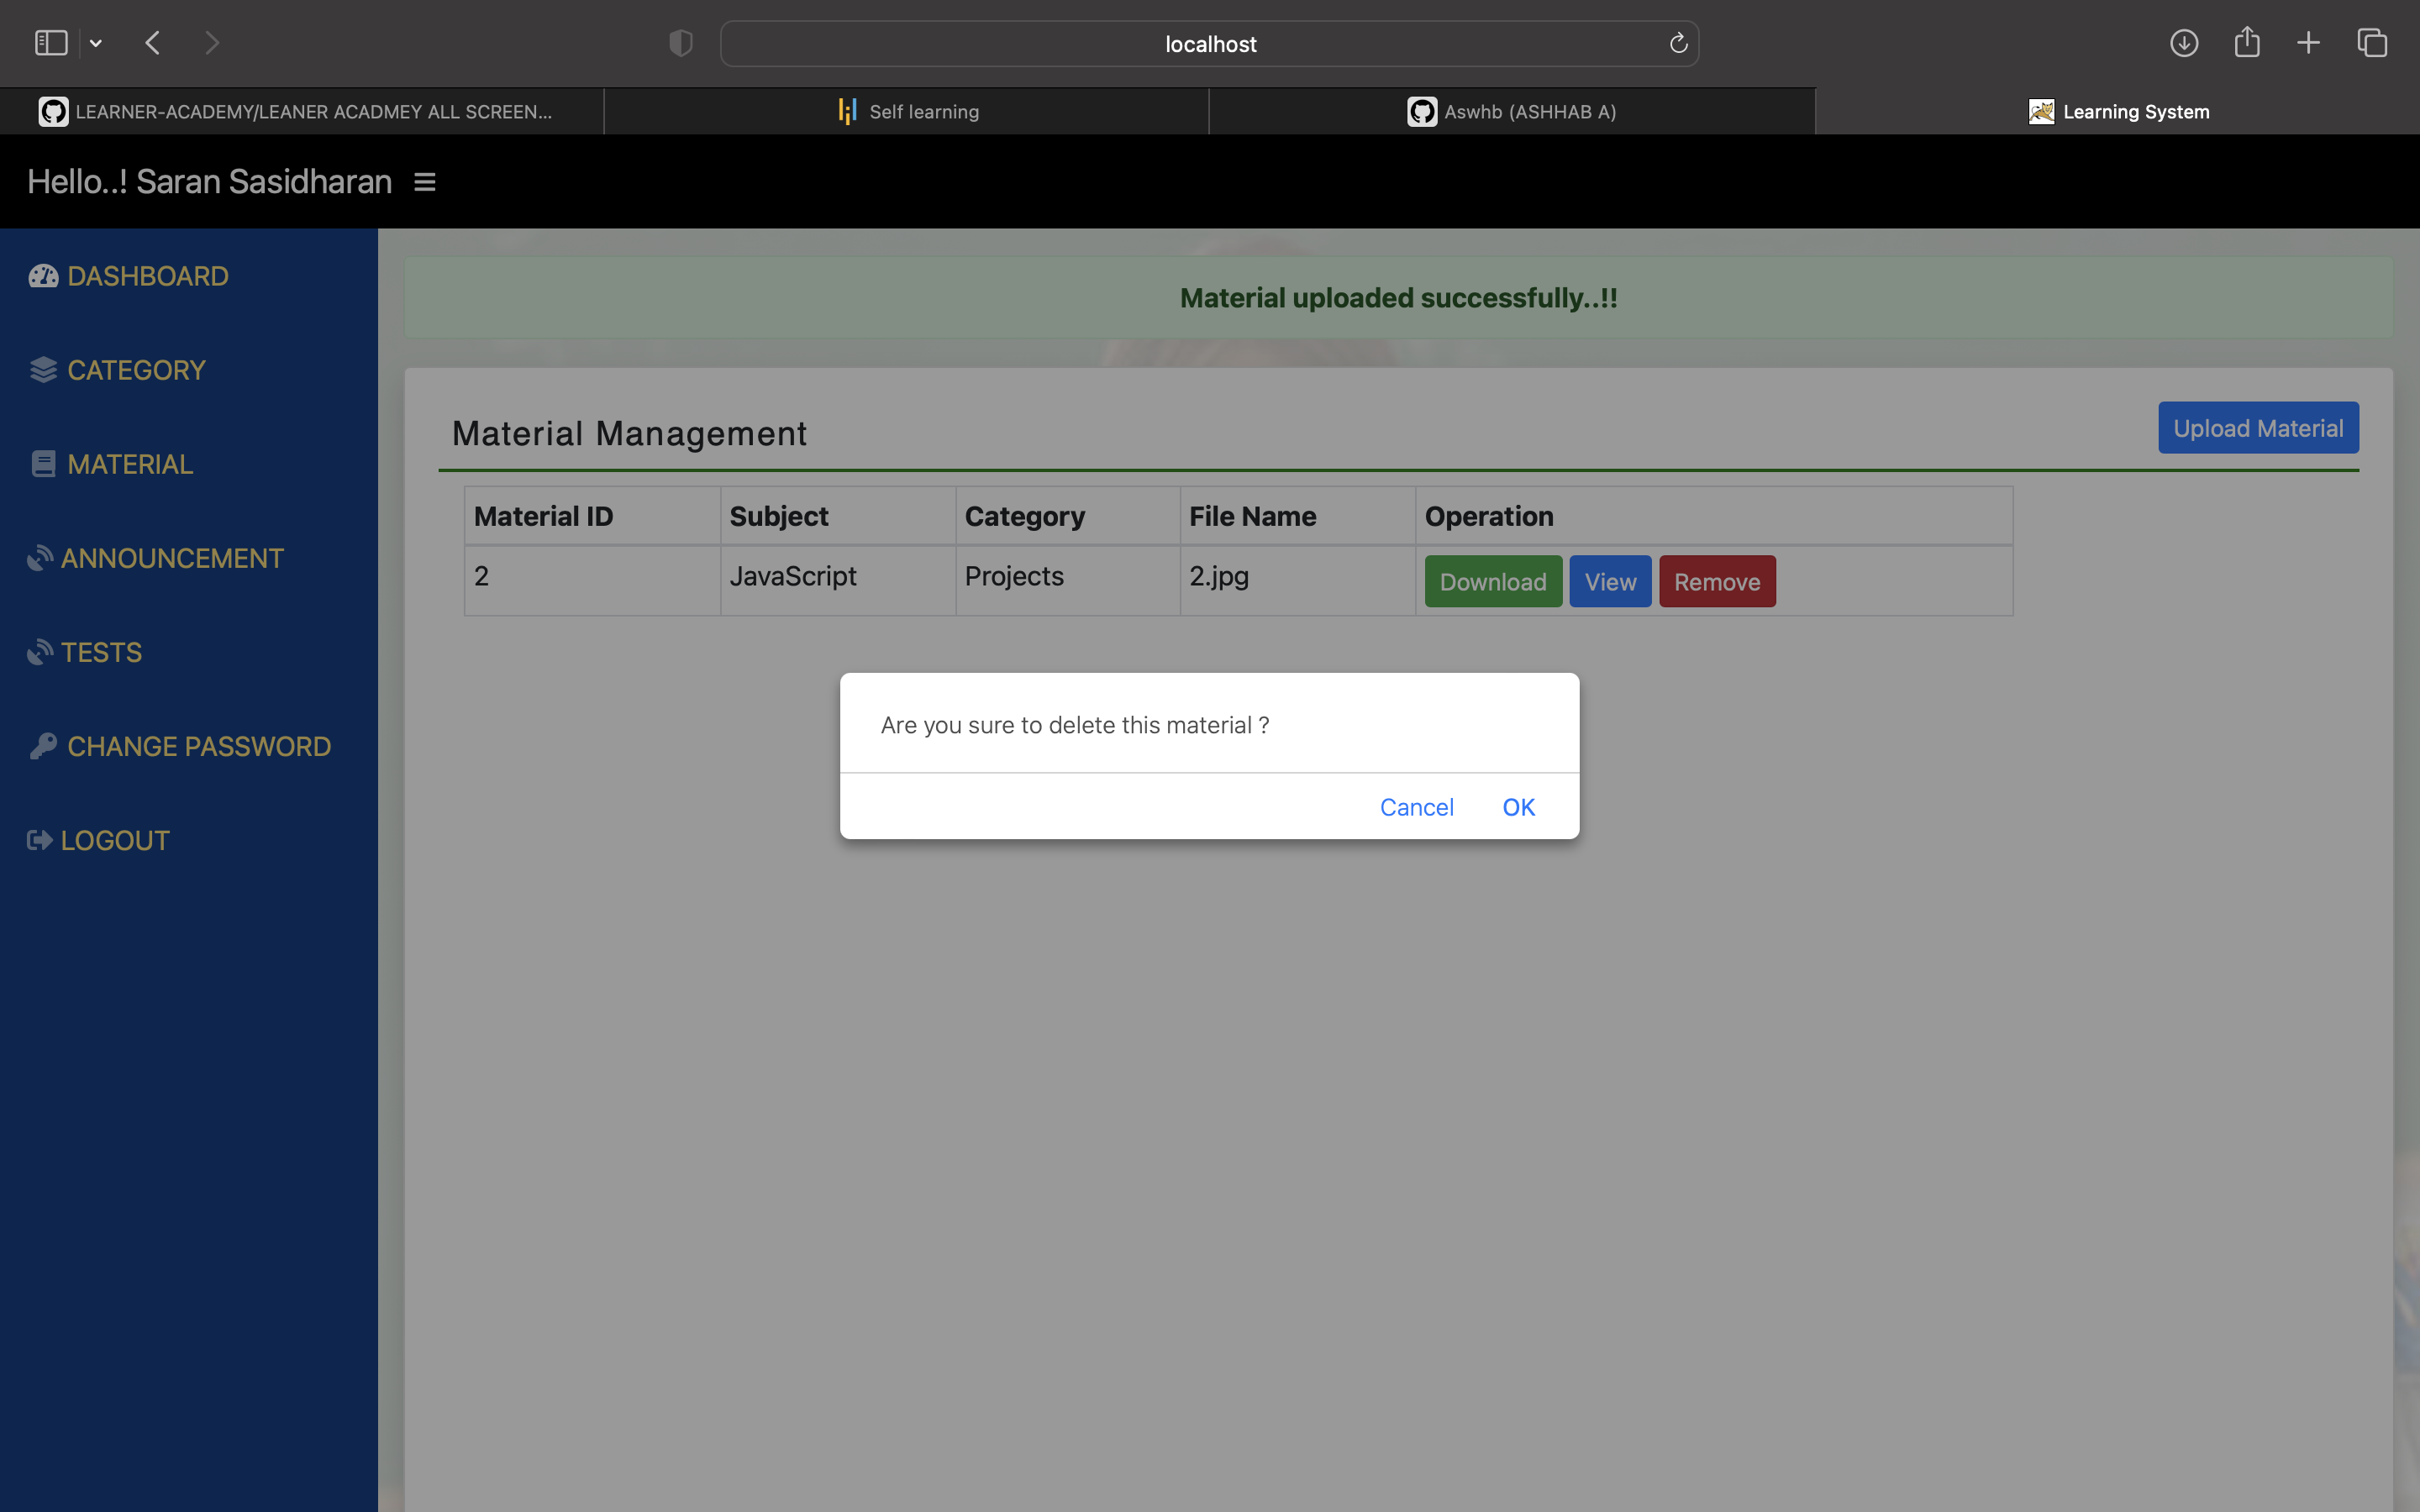 localhost
LEARNER-ACADEMY/LEANER ACADMEY ALL SCREEN...
Self learning
Aswhb (ASHHAB A)
Learning System
Hello..! Saran Sasidharan
DASHBOARD
CATEGORY
MATERIAL
ANNOUNCEMENT
TESTS
CHANGE PASSWORD
LOGOUT
Material uploaded successfully..!!
Material Management
Upload Material
Material ID Subject Category File Name Operation
2 JavaScript Projects 2.jpg Download View Remove
Are you sure to delete this material ?
Cancel OK